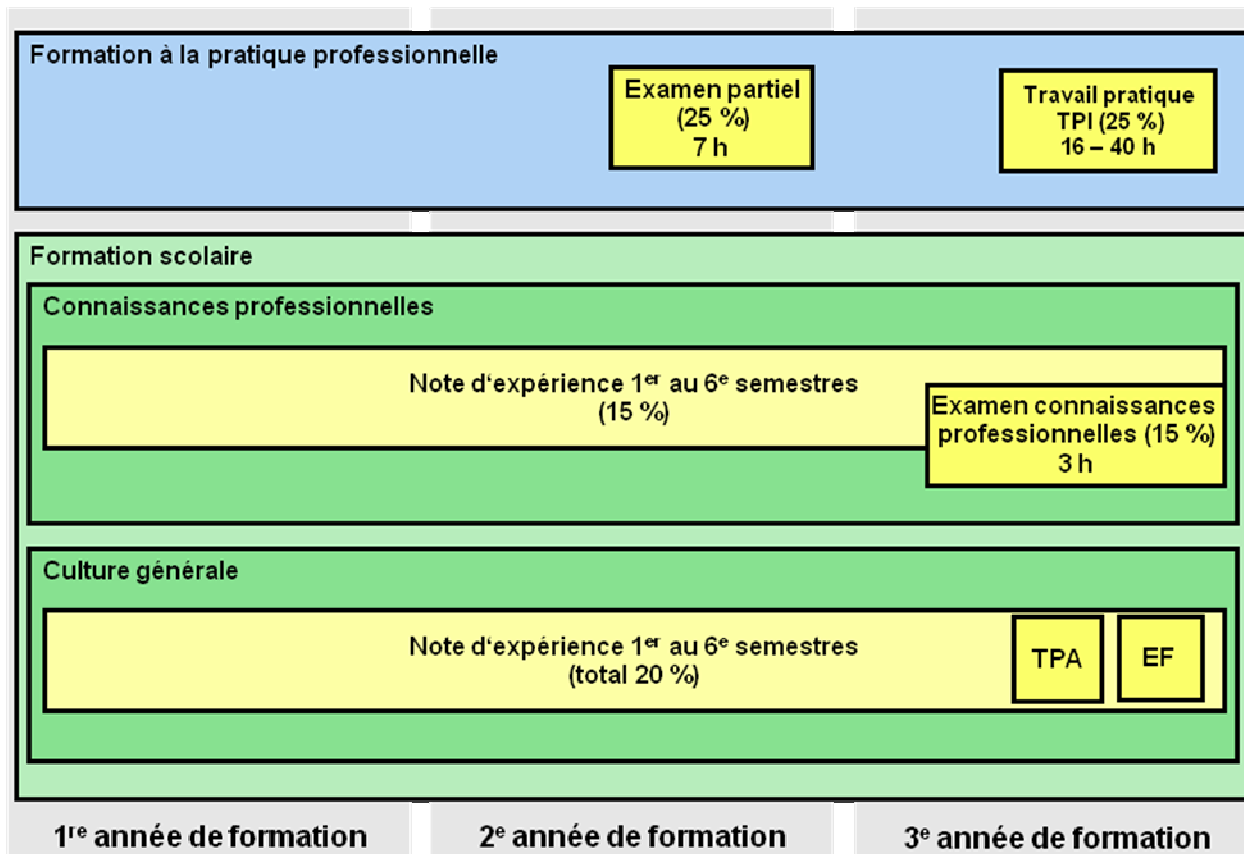 Formation à la pratique professionnelle
Examen partiel
(25 %)
7 h
Travail pratique
TPI (25 %)
16 – 40 h
Formation scolaire
Connaissances professionnelles
Note d‘expérience 1er au 6e semestres
(15 %)
Examen connaissances
professionnelles (15 %)
3 h
Culture générale
Note d‘expérience 1er au 6e semestres
(total 20 %)
TPA
EF
1re année de formation
2e année de formation
3e année de formation